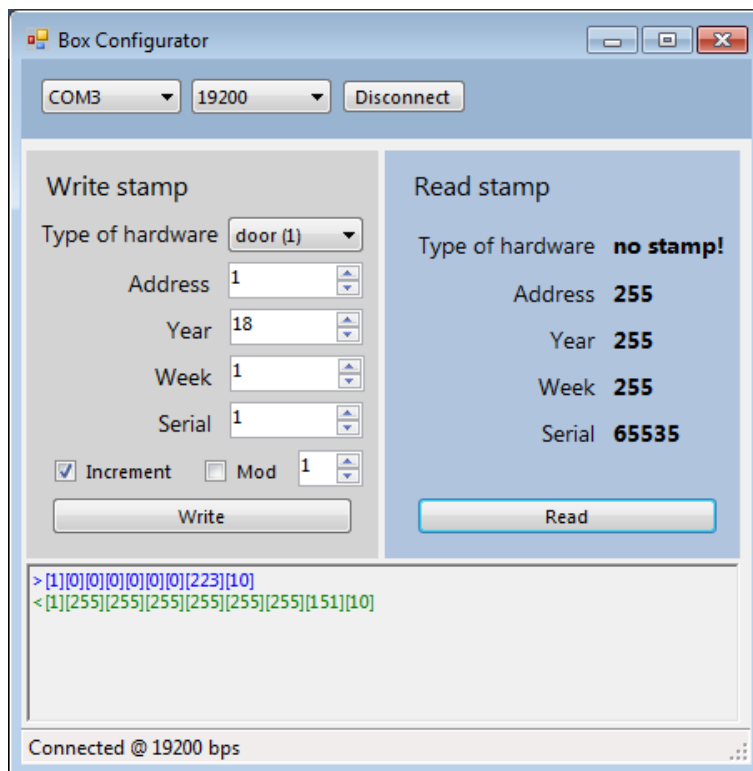 Box Configurator
COM3 19200 Disconnect
Write stamp
Type of hardware door (1)
Address 1
Year 18
Week 1
Serial 1
Increment Mod 1
Write
Read stamp
Type of hardware no stamp!
Address 255
Year 255
Week 255
Serial 65535
Read
>[1][0][0][0][0][0][0][223][10]
<[1][255][255][255][255][255][255][151][10]
Connected @ 19200 bps